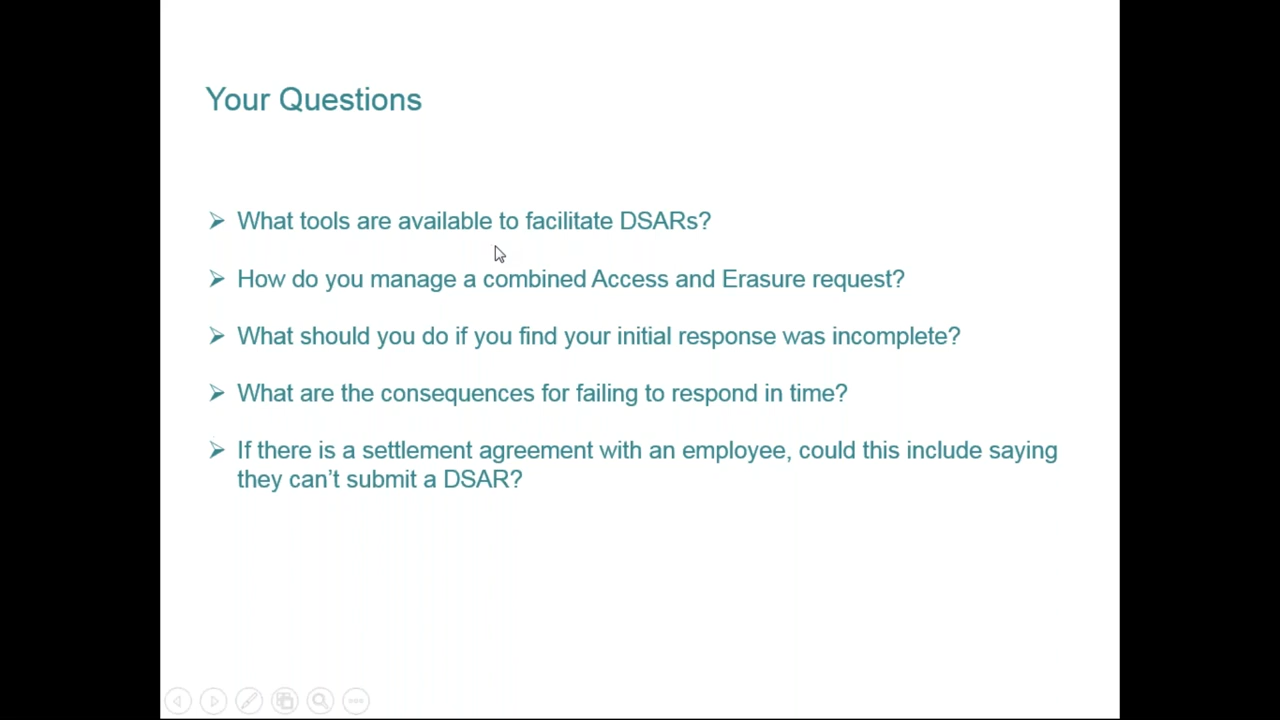 Your Questions
What tools are available to facilitate DSARs?
How do you manage a combined Access and Erasure request?
What should you do if you find your initial response was incomplete?
What are the consequences for failing to respond in time?
If there is a settlement agreement with an employee, could this include saying
they can’t submit a DSAR?